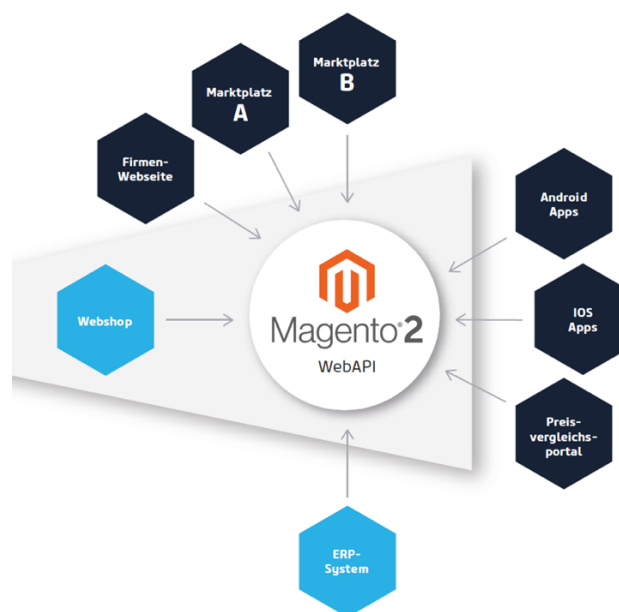 Marktplatz
B
Marktplatz
A
Firmen-
Webseite
Android
Apps
Webshop
IOS
Apps
Magento®2
WebAPI
Preis-
vergleichs-
portal
ERP-
System